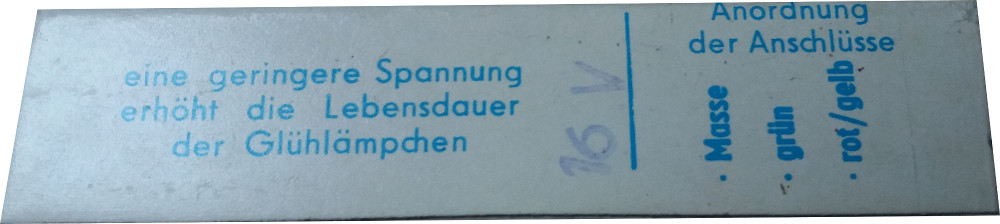 eine geringere Spannung
erhöht die Lebensdauer
der Glühlämpchen
16 V
Anordnung
der Anschlüsse
· Masse
· grün
· rot/gelb